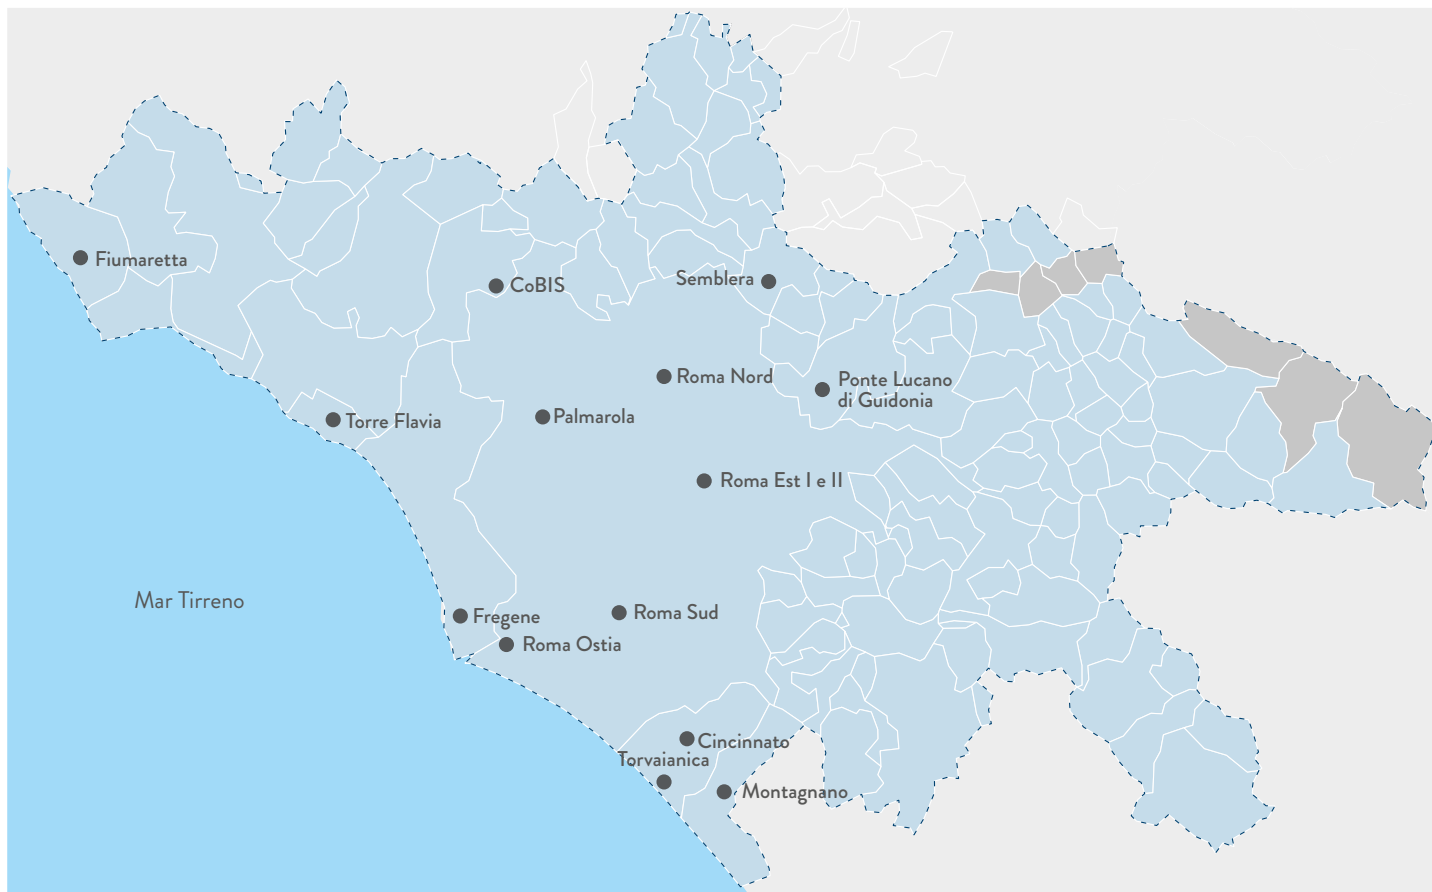 Fiumaretta
CoBIS
Semblera
Roma Nord
Ponte Lucano
di Guidonia
Torre Flavia
Palmarola
Roma Est I e II
Mar Tirreno
Fregene
Roma Sud
Roma Ostia
Cincinnato
Torvaianica
Montagnano